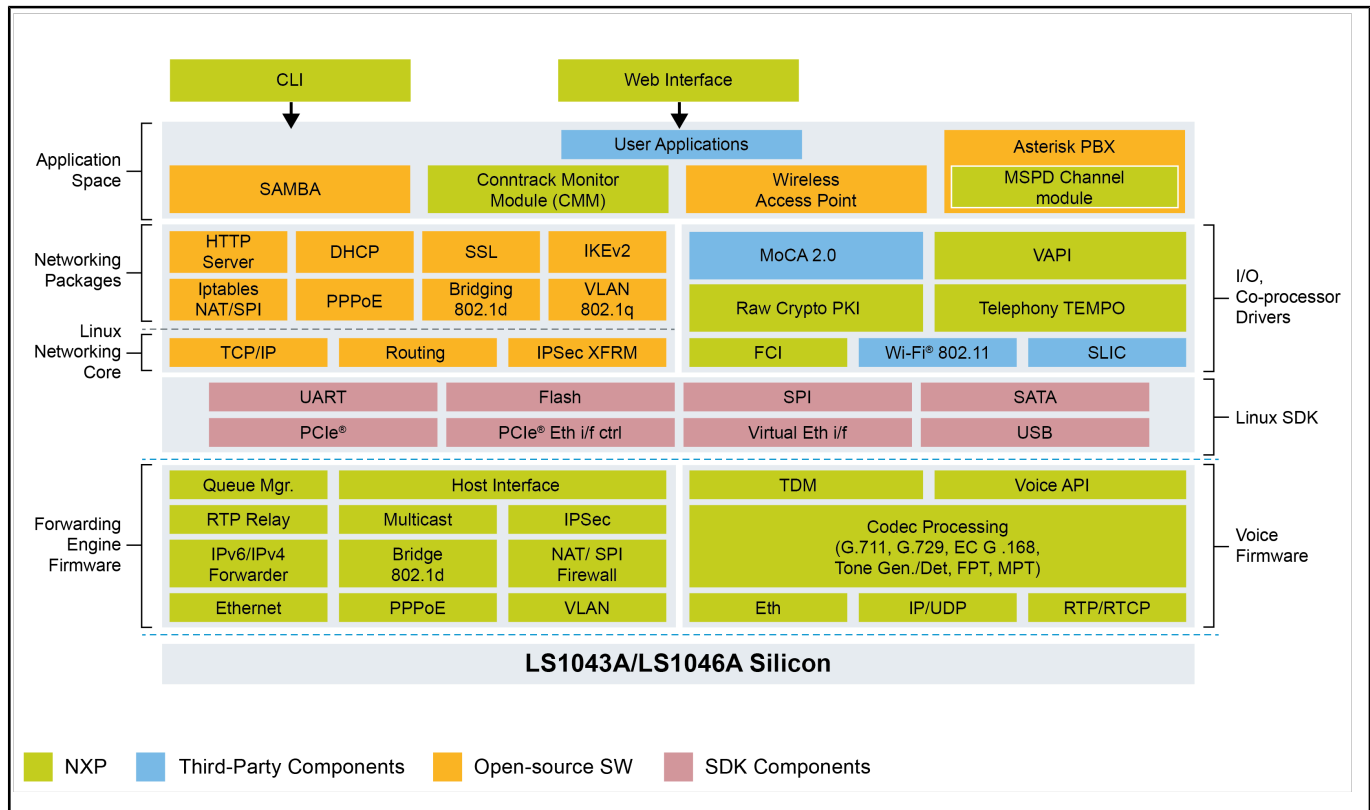 CLI
Web Interface
Application
Space
User Applications
Asterisk PBX
SAMBA
Conntrack Monitor
Module (CMM)
Wireless
Access Point
MSPD Channel
module
Networking
Packages
HTTP
Server
DHCP
SSL
IKEv2
Iptables
NAT/SPI
PPPoE
Bridging
802.1d
VLAN
802.1q
MoCA 2.0
VAPI
Raw Crypto PKI
Telephony TEMPO
I/O,
Co-processor
Drivers
Linux
Networking
Core
TCP/IP
Routing
IPSec XFRM
FCI
Wi-Fi® 802.11
SLIC
UART
Flash
SPI
SATA
PCIe®
PCIe® Eth i/f ctrl
Virtual Eth i/f
USB
Linux SDK
Forwarding
Engine
Firmware
Queue Mgr.
Host Interface
RTP Relay
Multicast
IPSec
IPv6/IPv4
Forwarder
Bridge
802.1d
NAT/ SPI
Firewall
Ethernet
PPPoE
VLAN
TDM
Voice API
Codec Processing
(G.711, G.729, EC G .168,
Tone Gen./Det, FPT, MPT)
Eth
IP/UDP
RTP/RTCP
Voice
Firmware
LS1043A/LS1046A Silicon
NXP
Third-Party Components
Open-source SW
SDK Components